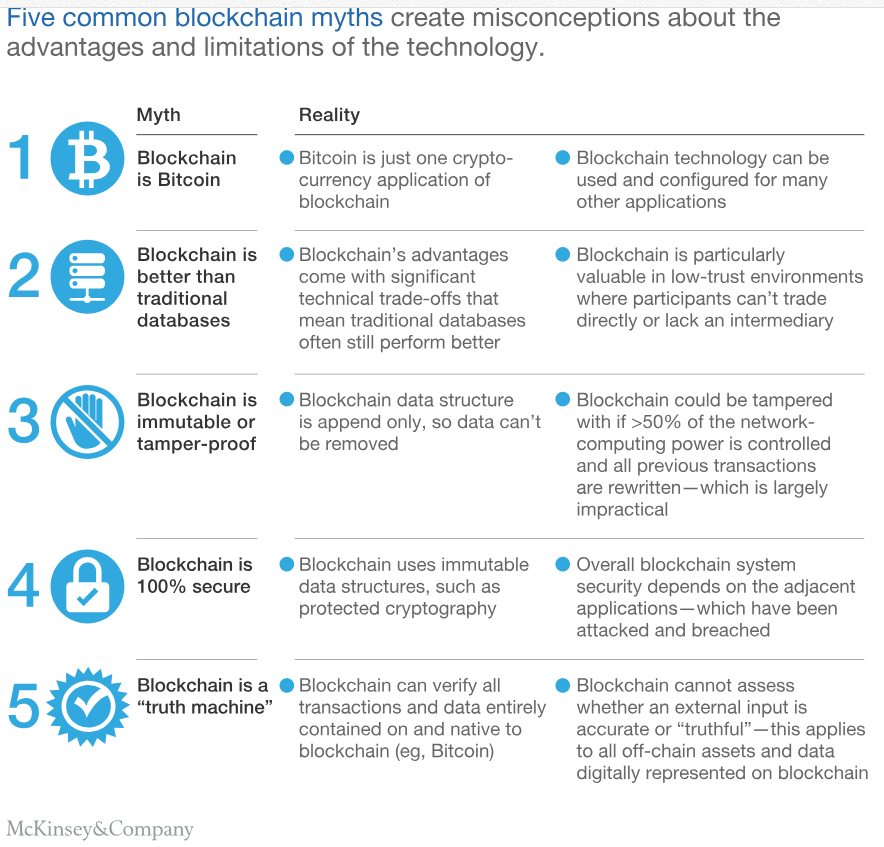 Five common blockchain myths create misconceptions about the
advantages and limitations of the technology.
Myth
Reality
1
Blockchain
is Bitcoin
Bitcoin is just one crypto-
currency application of
blockchain
Blockchain technology can be
used and configured for many
other applications
2
Blockchain is
better than
traditional
databases
Blockchain’s advantages
come with significant
technical trade-offs that
mean traditional databases
often still perform better
Blockchain is particularly
valuable in low-trust environments
where participants can’t trade
directly or lack an intermediary
3
Blockchain is
immutable or
tamper-proof
Blockchain data structure
is append only, so data can’t
be removed
Blockchain could be tampered
with if >50% of the network-
computing power is controlled
and all previous transactions
are rewritten—which is largely
impractical
4
Blockchain is
100% secure
Blockchain uses immutable
data structures, such as
protected cryptography
Overall blockchain system
security depends on the adjacent
applications—which have been
attacked and breached
5
Blockchain is a
“truth machine”
Blockchain can verify all
transactions and data entirely
contained on and native to
blockchain (eg, Bitcoin)
Blockchain cannot assess
whether an external input is
accurate or “truthful”—this applies
to all off-chain assets and data
digitally represented on blockchain
McKinsey&Company